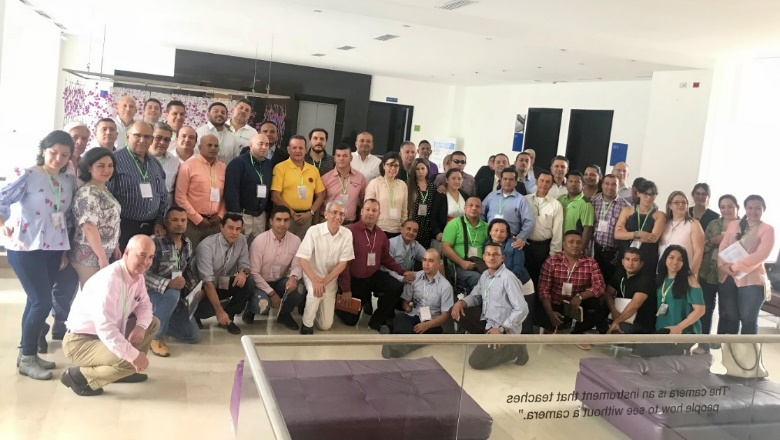 "The camera is an instrument that teaches
people how to see without a camera."